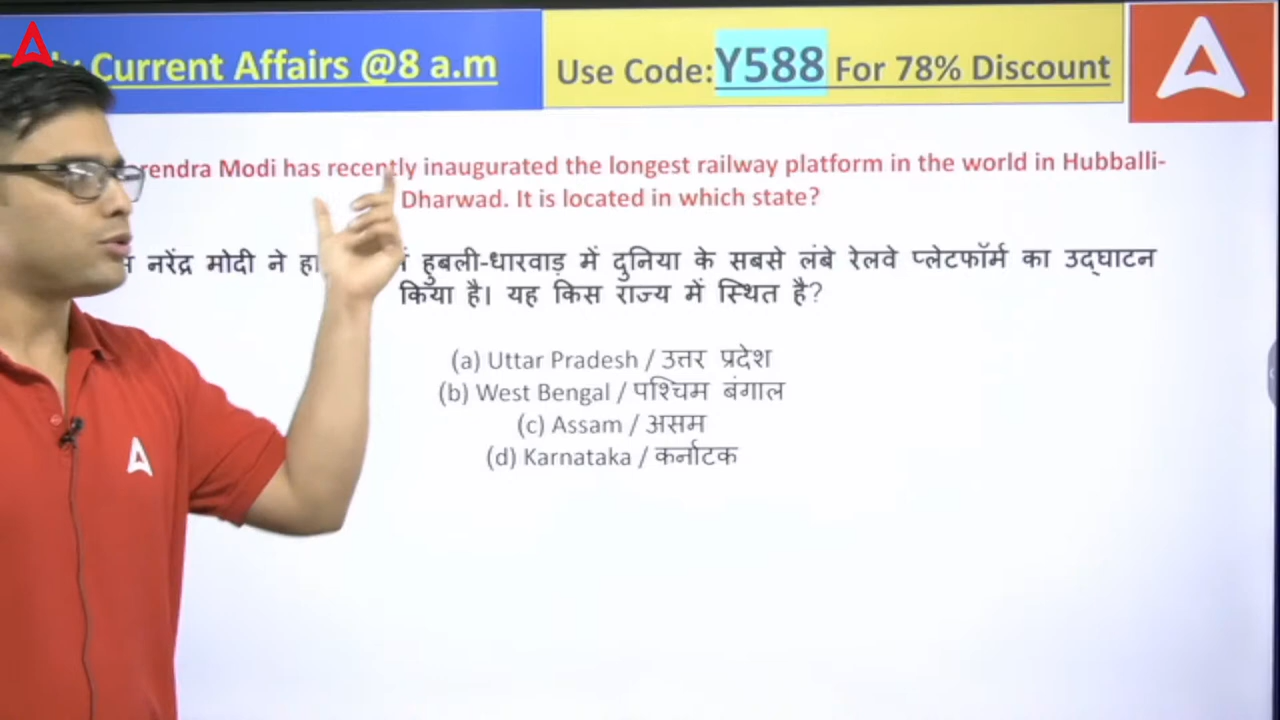 Current Affairs @8 a.m
Use Code:Y588 For 78% Discount
Modi has recently inaugurated the longest railway platform in the world in Hubballi-
Dharwad. It is located in which state?
नरेंद्र मोदी ने हुबली-धारवाड़ में दुनिया के सबसे लंबे रेलवे प्लेटफॉर्म का उद्घाटन
किया है। यह किस राज्य में स्थित है?
(a) Uttar Pradesh / उत्तर प्रदेश
(b) West Bengal / पश्चिम बंगाल
(c) Assam / असम
(d) Karnataka / कर्नाटक